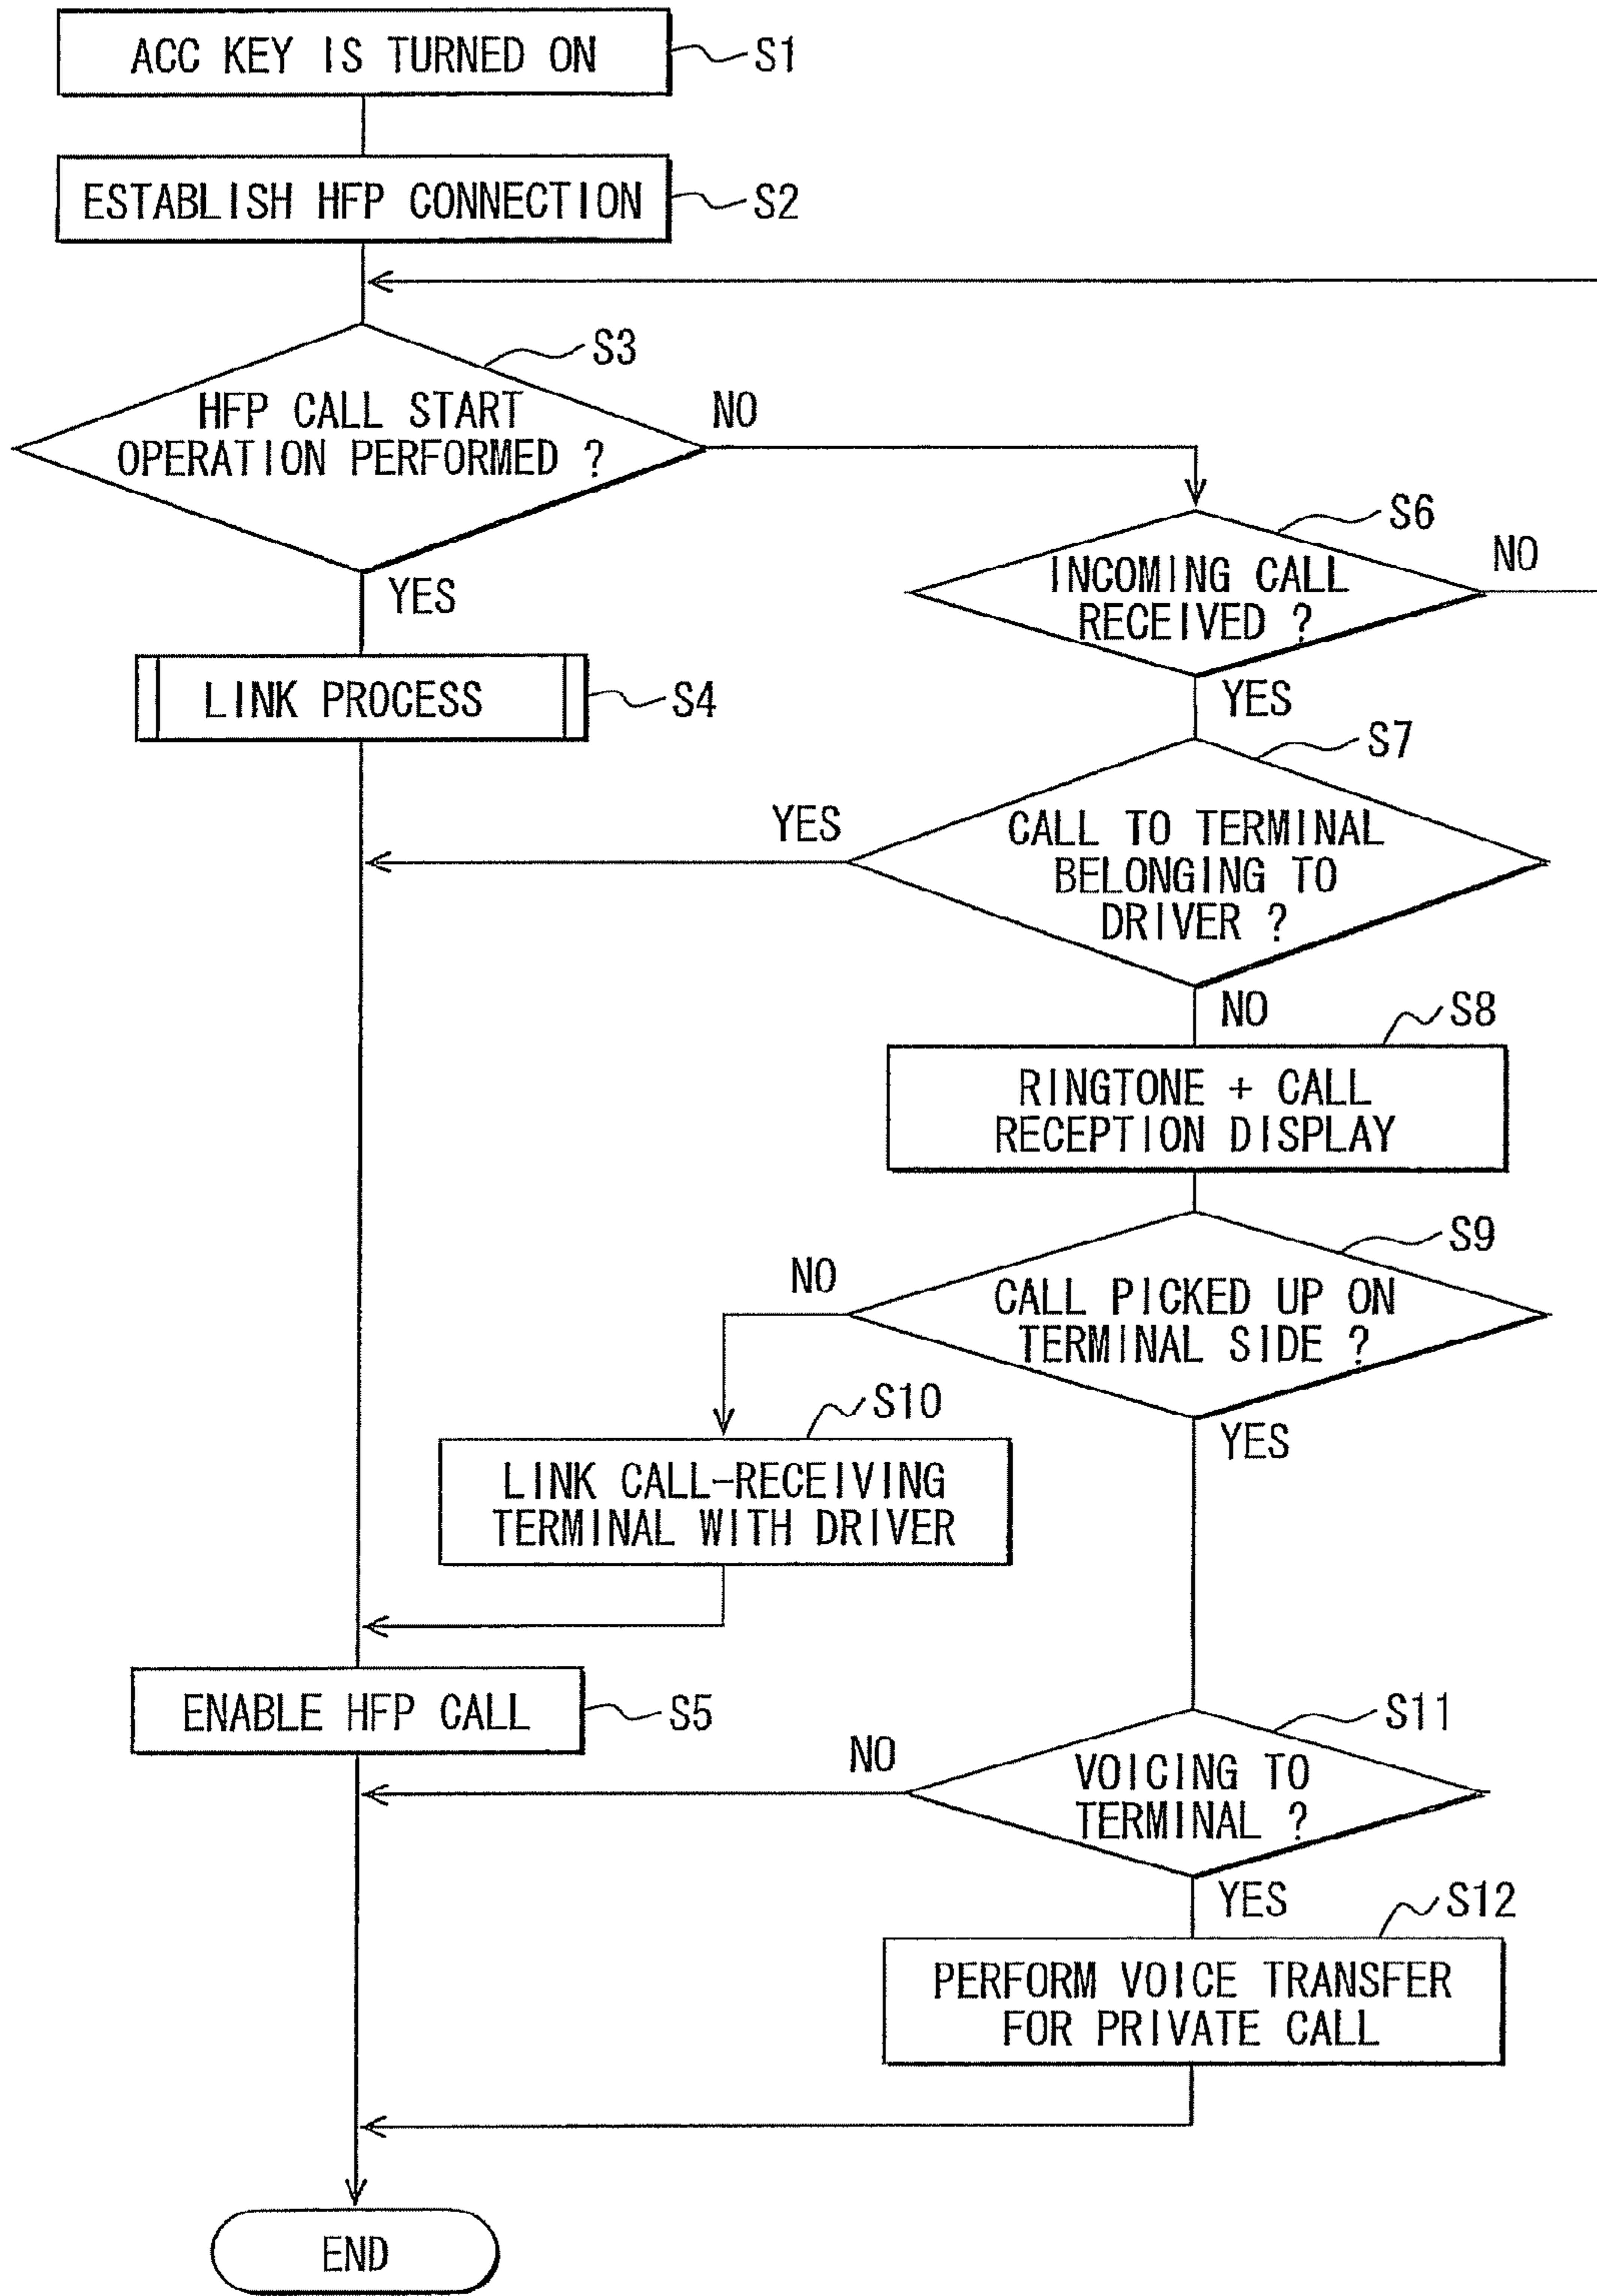 ACC KEY IS TURNED ON
S1
ESTABLISH HFP CONNECTION
S2
S3
HFP CALL START
OPERATION PERFORMED ?
NO
YES
S6
INCOMING CALL
RECEIVED ?
NO
YES
LINK PROCESS
S4
S7
CALL TO TERMINAL
BELONGING TO
DRIVER ?
YES
NO
S8
RINGTONE + CALL
RECEPTION DISPLAY
S9
CALL PICKED UP ON
TERMINAL SIDE ?
NO
YES
S10
LINK CALL-RECEIVING
TERMINAL WITH DRIVER
ENABLE HFP CALL
S5
S11
VOICING TO
TERMINAL ?
NO
YES
S12
PERFORM VOICE TRANSFER
FOR PRIVATE CALL
END